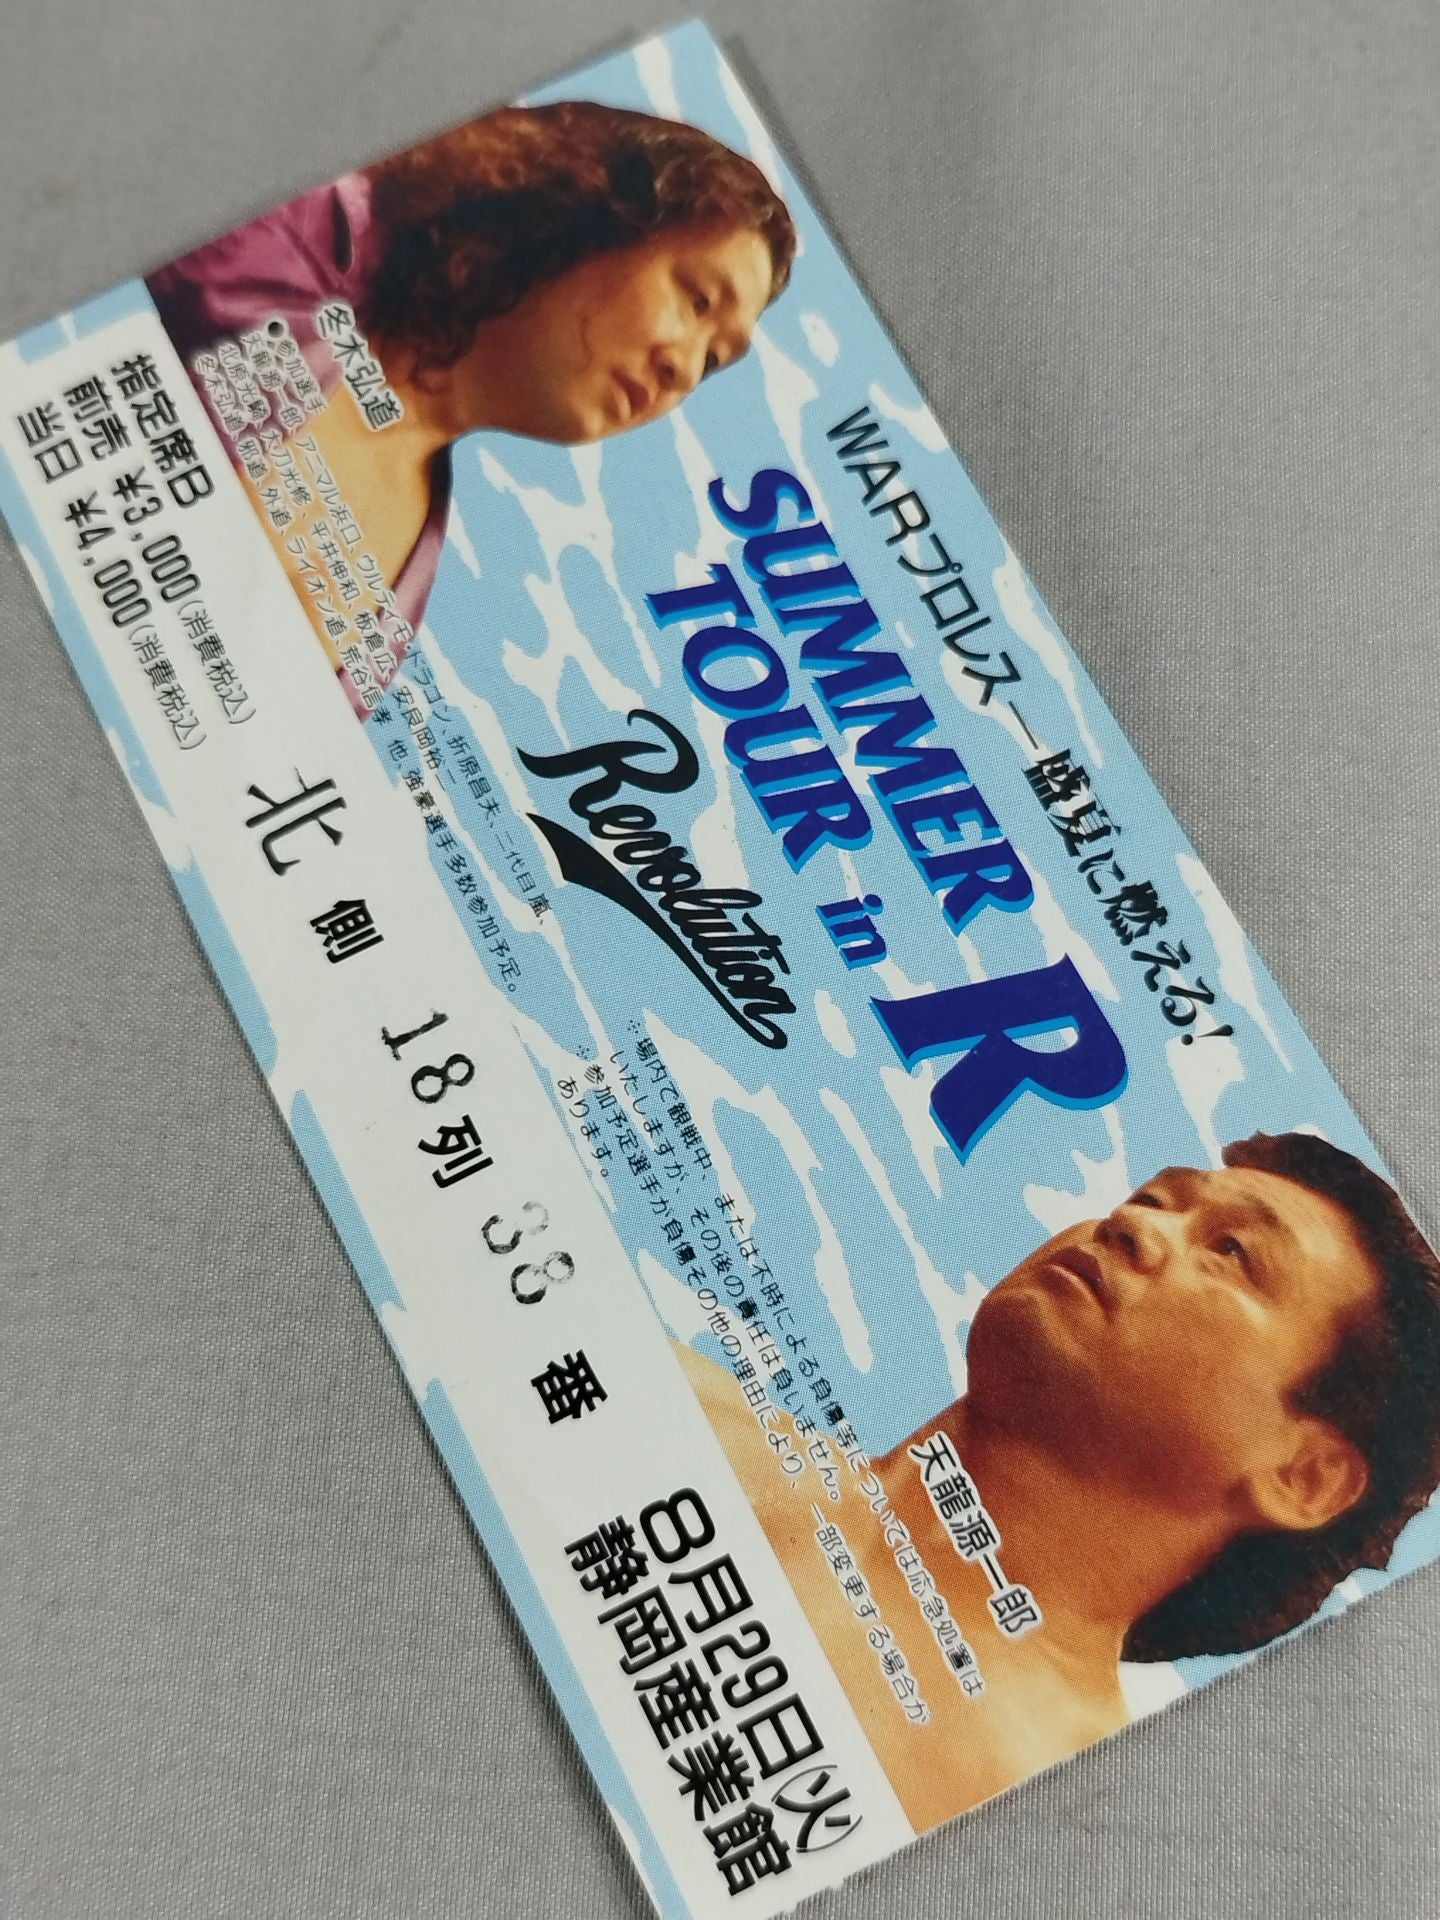 WARプロレス ― 盛夏に燃える!
SUMMER
TOUR in R
Revolution
冬木弘道
●参加選手 アニマル浜口、ウルティモ・ドラゴン、折原昌夫、二代目嵐、
天龍源一郎、大刀光修、平井伸和、板倉広、安良岡裕二
北原光騎、邪道、外道、ライオン道、荒谷信孝 他、強豪選手多数参加予定。
冬木弘道
※場内で観戦中、または不時による負傷等については応急処置は
いたしますが、その後の責任は負いません。
※参加予定選手が負傷その他の理由により、一部変更する場合が
あります。
天龍源一郎
指定席B
前売 ¥3,000(消費税込)
当日 ¥4,000(消費税込)
北側 18列 38番
8月29日(火)
静岡産業館